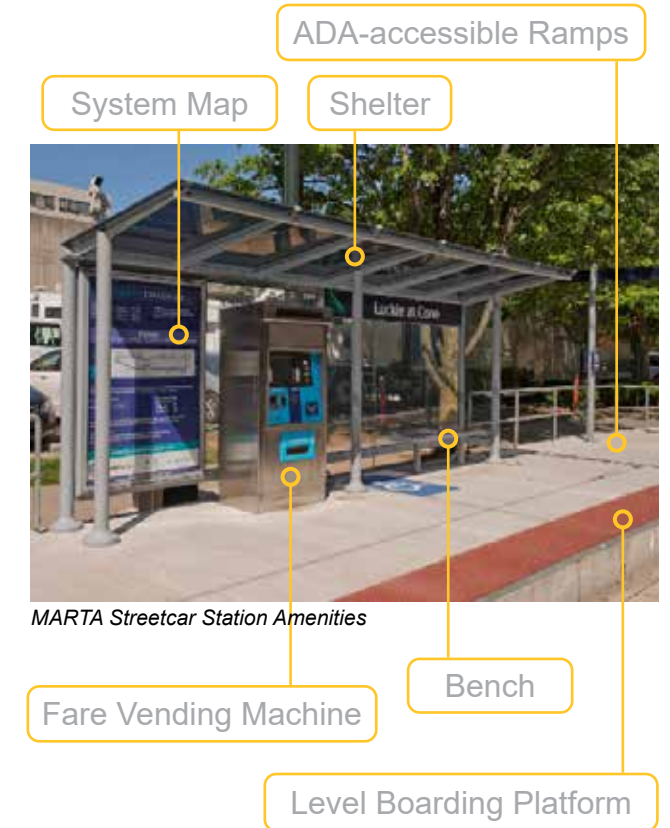 ADA-accessible Ramps
System Map
Shelter
Luckie at Cone
MARTA Streetcar Station Amenities
Bench
Fare Vending Machine
Level Boarding Platform